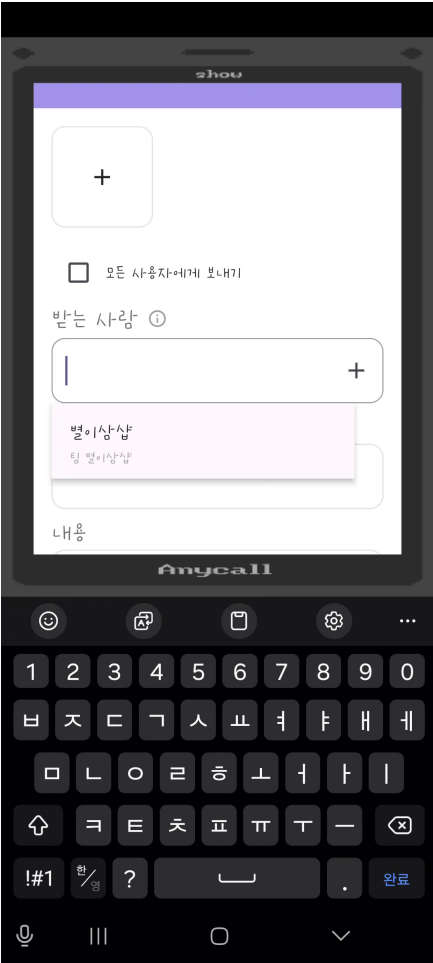 show
+
모든 사용자에게 보내기
받는 사람 ⓘ
+
별이삼샵
팀 별이삼샵
내용
Anycall
1 2 3 4 5 6 7 8 9 0
ㅂ ㅈ ㄷ ㄱ ㅅ ㅛ ㅕ ㅑ ㅐ ㅔ
ㅁ ㄴ ㅇ ㄹ ㅎ ㅗ ㅓ ㅏ ㅣ
ㅋ ㅌ ㅊ ㅍ ㅠ ㅜ ㅡ
!#1 한/영 ? . 완료